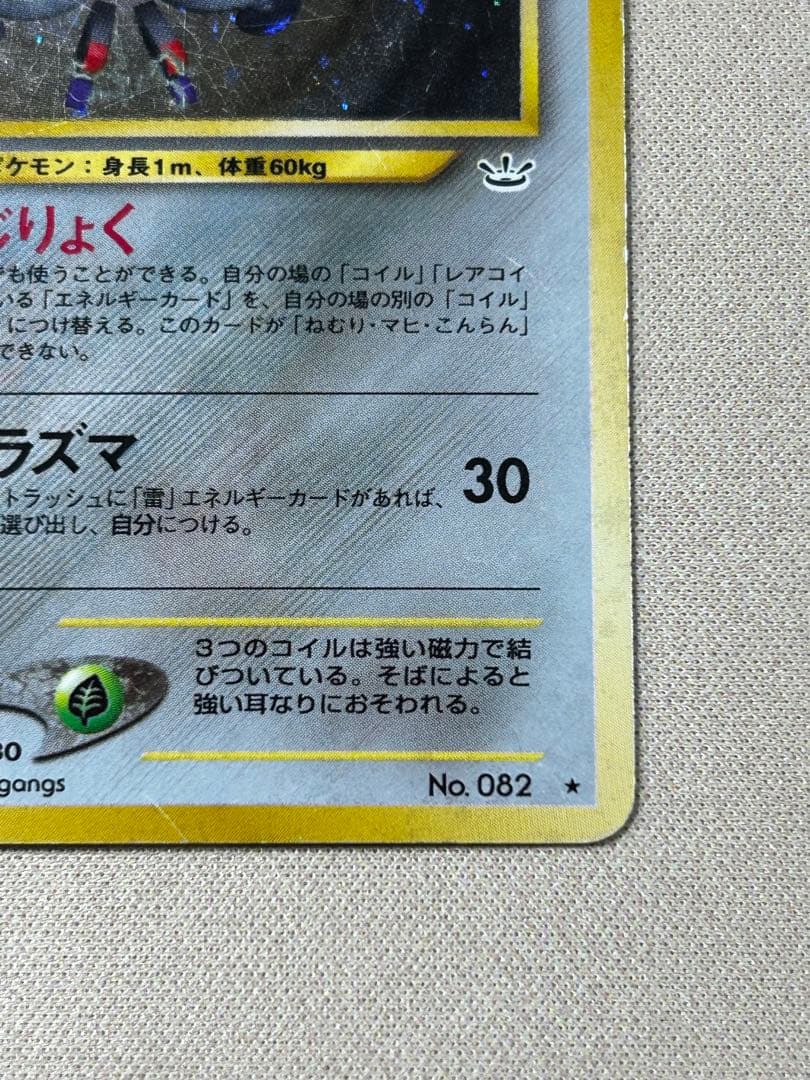 ポケモン：身長1m、体重60kg
じりょく
でも使うことができる。自分の場の「コイル」「レアコイ
いる「エネルギーカード」を、自分の場の別の「コイル」
」につけ替える。このカードが「ねむり・マヒ・こんらん」
できない。
ラズマ
30
トラッシュに「雷」エネルギーカードがあれば、
選び出し、自分につける。
3つのコイルは強い磁力で結
びついている。そばによると
強い耳なりにおそわれる。
30
gangs
No. 082 ★